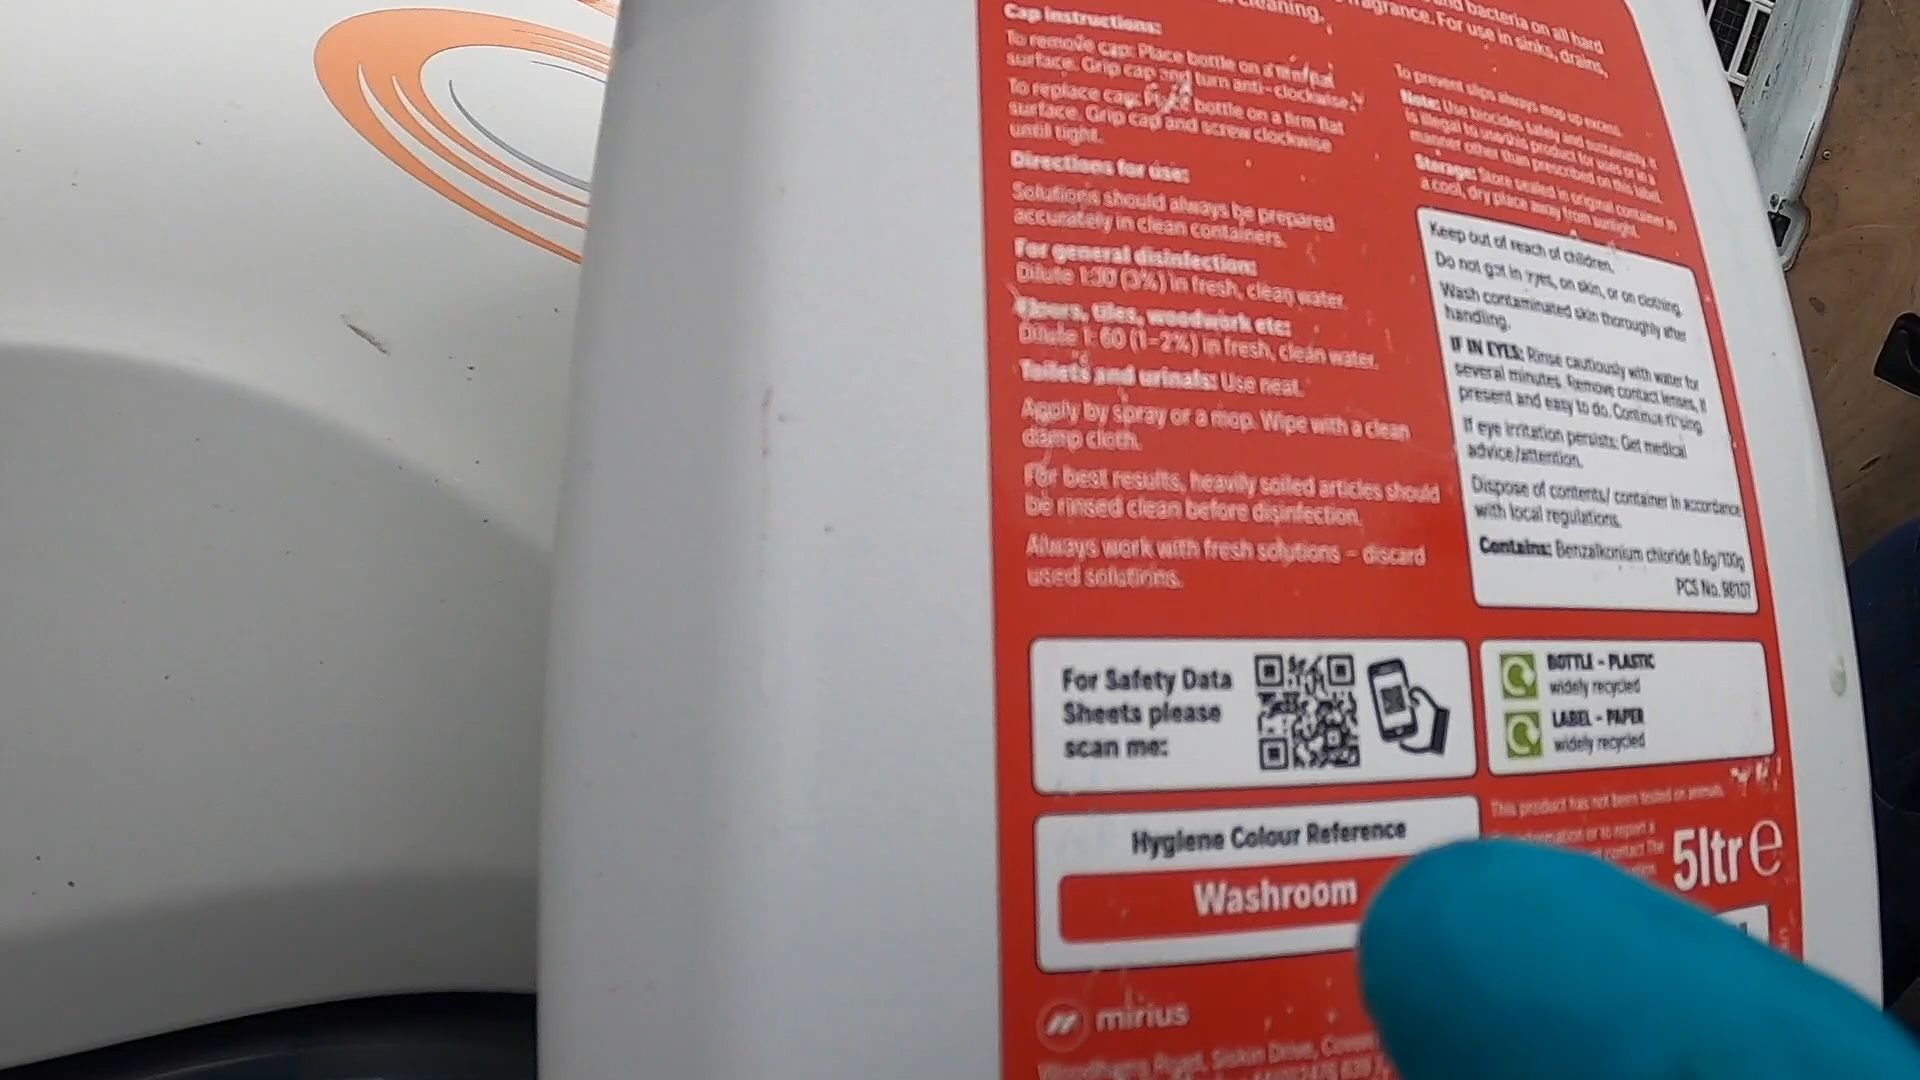 cleaning.
and bacteria on all hard
fragrance. For use in sinks, drains,
Cap instructions:
To remove cap: Place bottle on a firm flat
surface. Grip cap and turn anti-clockwise.
To replace cap: Place bottle on a firm flat
surface. Grip cap and screw clockwise
until tight.
Directions for use:
Solutions should always be prepared
accurately in clean containers.
For general disinfection:
Dilute 1:30 (3%) in fresh, clean water.
Floors, tiles, woodwork etc:
Dilute 1: 60 (1-2%) in fresh, clean water.
Toilets and urinals: Use neat.
Apply by spray or a mop. Wipe with a clean
damp cloth.
For best results, heavily soiled articles should
be rinsed clean before disinfection.
Always work with fresh solutions – discard
used solutions.
To prevent slips always mop up excess.
Note: Use biocides safely and sustainably. It
is illegal to use this product for uses or in a
manner other than prescribed on this label.
Storage: Store sealed in original container in
a cool, dry place away from sunlight.
Keep out of reach of children.
Do not get in eyes, on skin, or on clothing.
Wash contaminated skin thoroughly after
handling.
IF IN EYES: Rinse cautiously with water for
several minutes. Remove contact lenses, if
present and easy to do. Continue rinsing.
If eye irritation persists: Get medical
advice/attention.
Dispose of contents/ container in accordance
with local regulations.
Contains: Benzalkonium chloride 0.6g/100g
PCS No. 98107
For Safety Data
Sheets please
scan me:
BOTTLE - PLASTIC
widely recycled
LABEL - PAPER
widely recycled
Hygiene Colour Reference
Washroom
This product has not been tested on animals.
information or to report a
contact The
5ltr e
mirius
Siskin Drive,